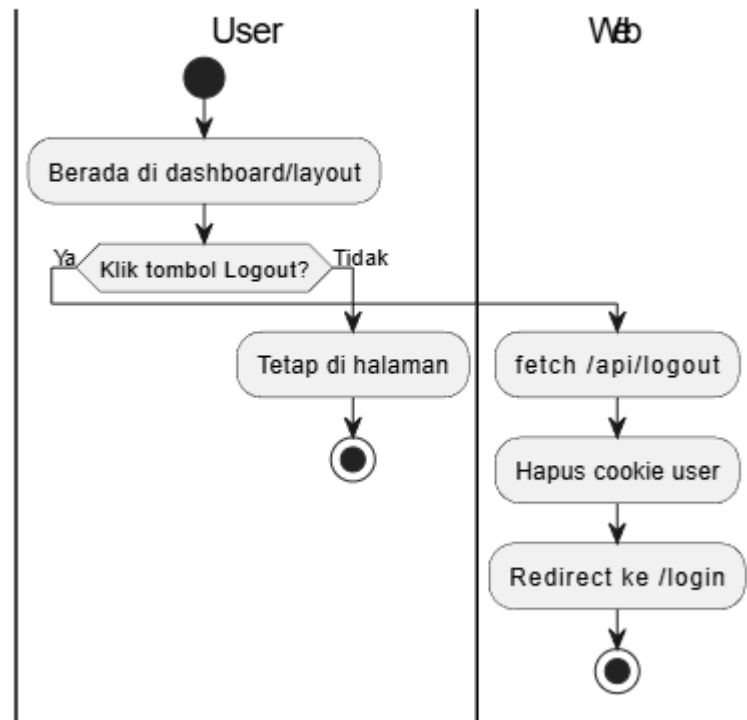 User
Web
Berada di dashboard/layout
Ya
Klik tombol Logout?
Tidak
Tetap di halaman
fetch /api/logout
Hapus cookie user
Redirect ke /login